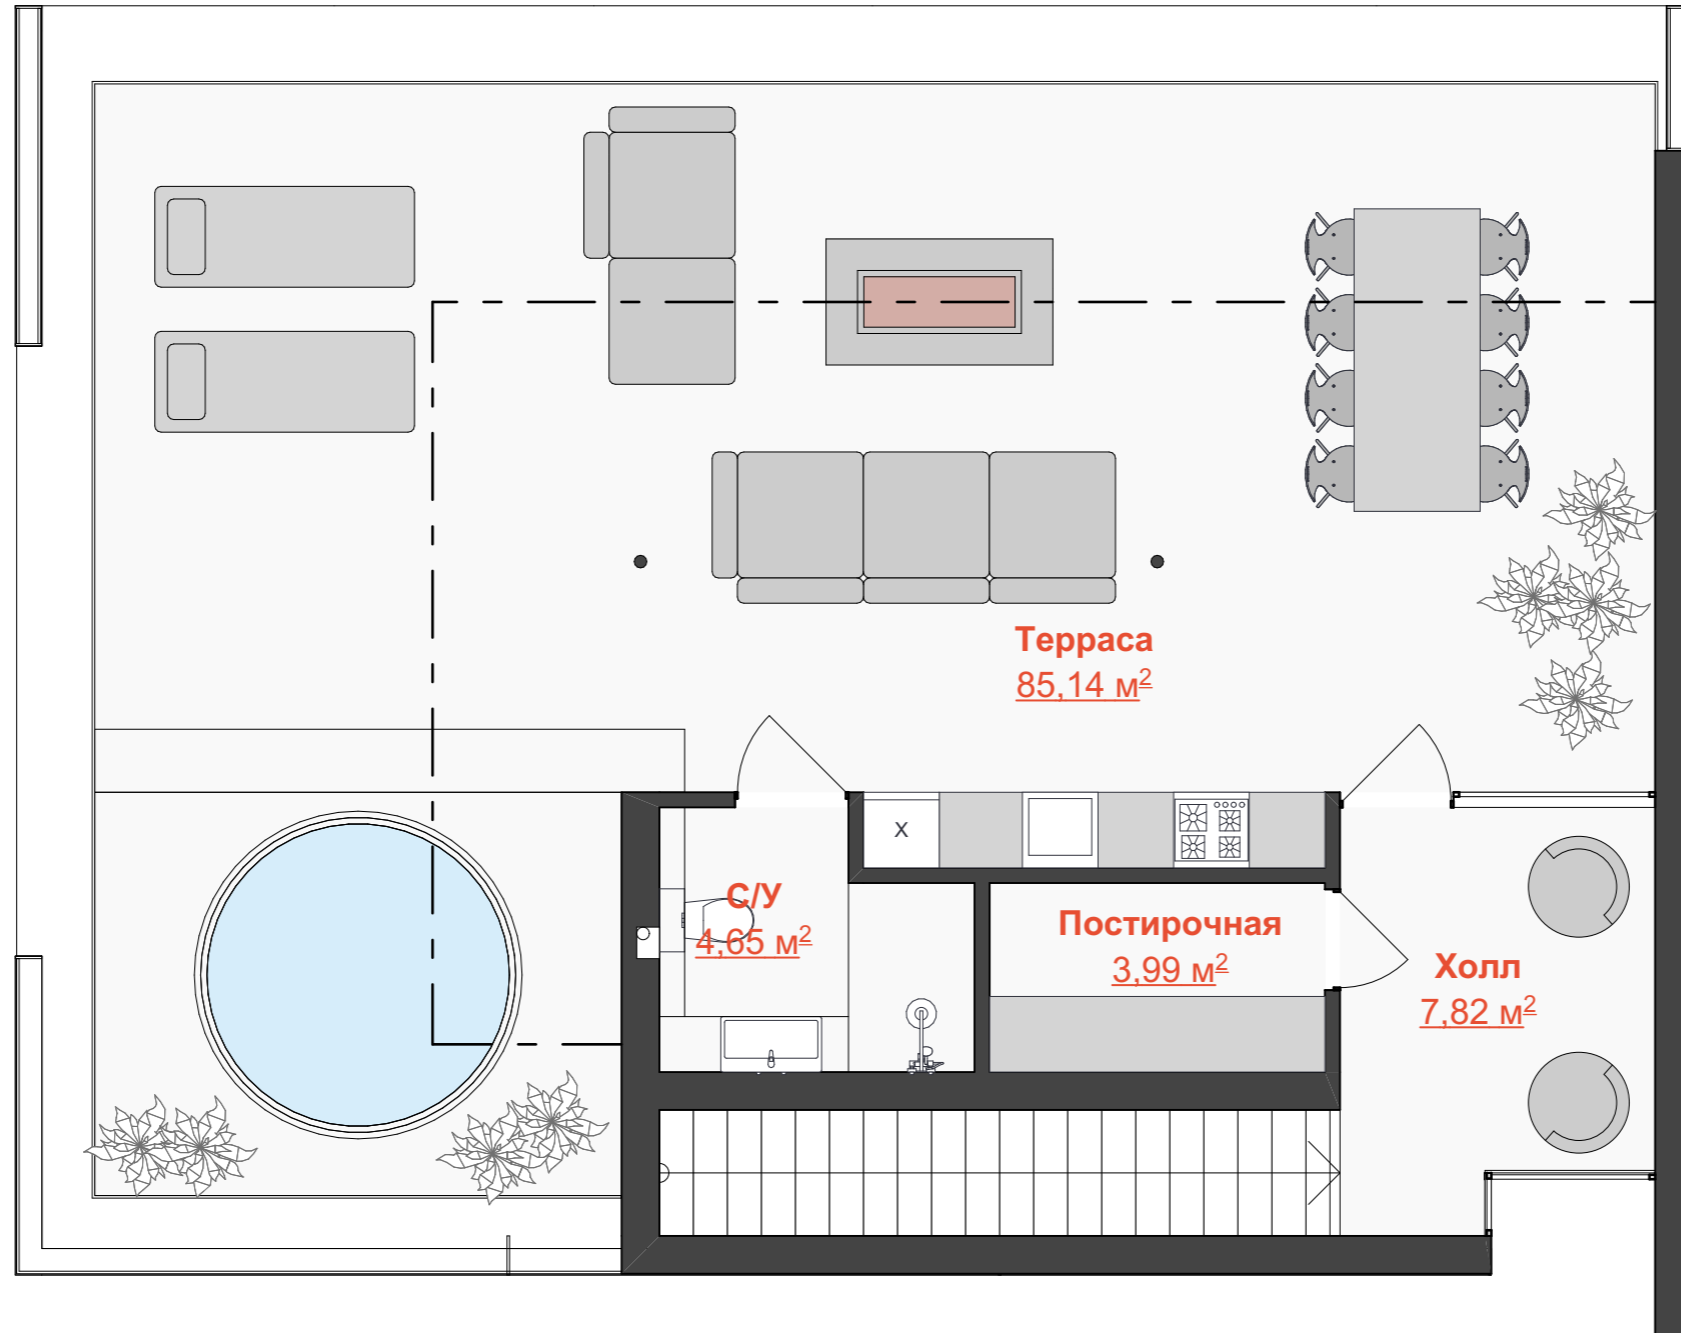 Терраса
85,14 м²
X
С/У
4,65 м²
Постирочная
3,99 м²
Холл
7,82 м²